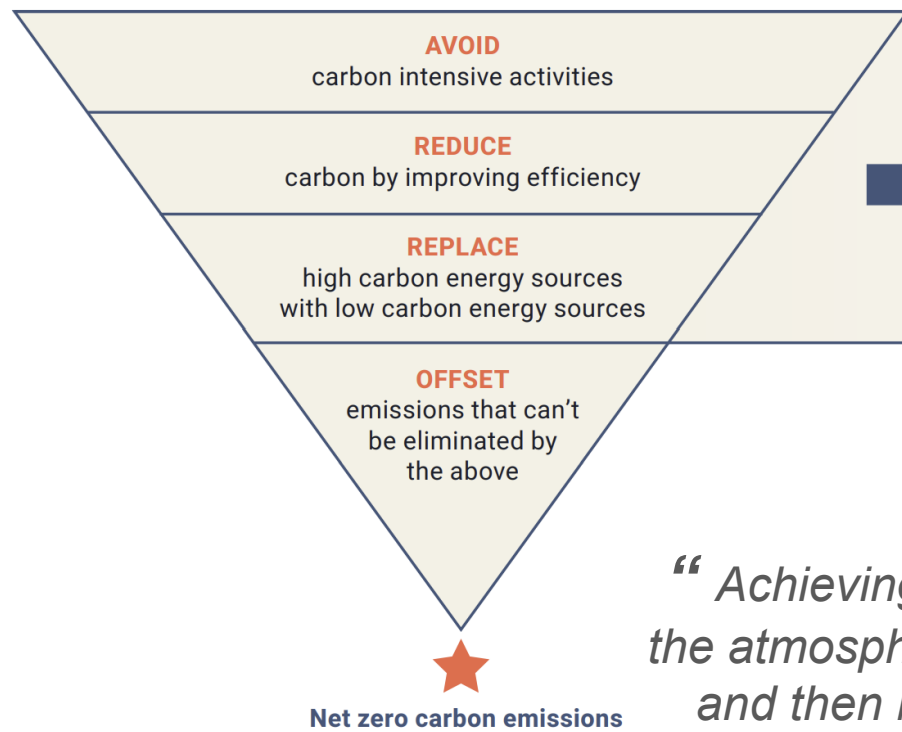 AVOID
carbon intensive activities
REDUCE
carbon by improving efficiency
REPLACE
high carbon energy sources
with low carbon energy sources
OFFSET
emissions that can’t
be eliminated by
the above
“ Achieving
the atmosph
and then
Net zero carbon emissions